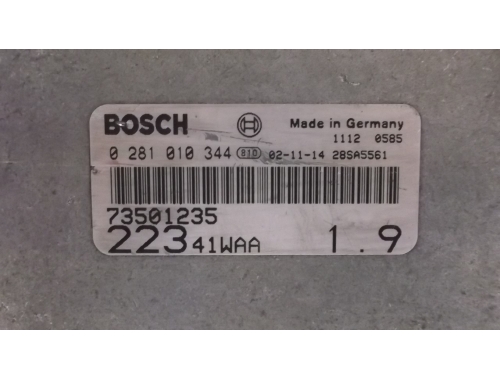 BOSCH Made in Germany
1112 0585
0 281 010 344 81D 02-11-14 28SA5561
73501235
223 41WAA 1.9